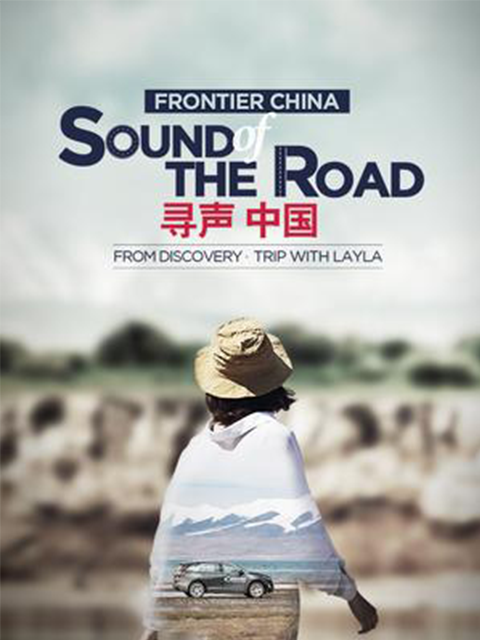 FRONTIER CHINA
SOUND of
THE ROAD
寻声 中国
FROM DISCOVERY · TRIP WITH LAYLA